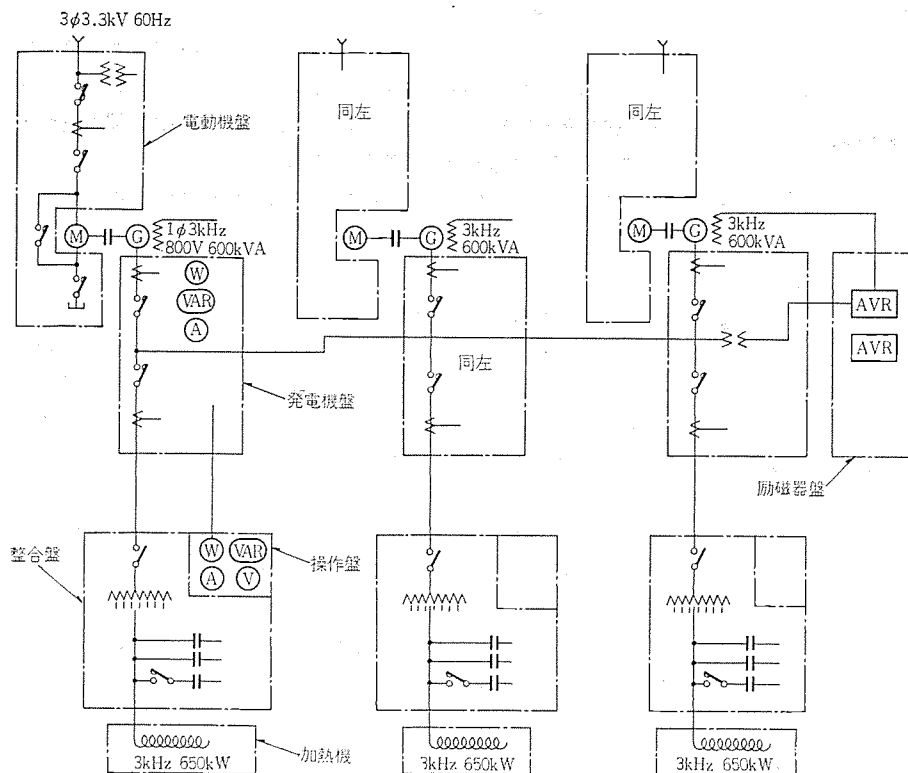 3φ3.3kV 60Hz
同左
同左
電動機盤
M
G
1φ3kHz
800V 600kVA
M
G
3kHz
600kVA
M
G
3kHz
600kVA
W
VAR
A
AVR
AVR
同左
発電機盤
励磁器盤
整合盤
W
VAR
A
V
操作盤
加熱機
3kHz 650kW
3kHz 650kW
3kHz 650kW